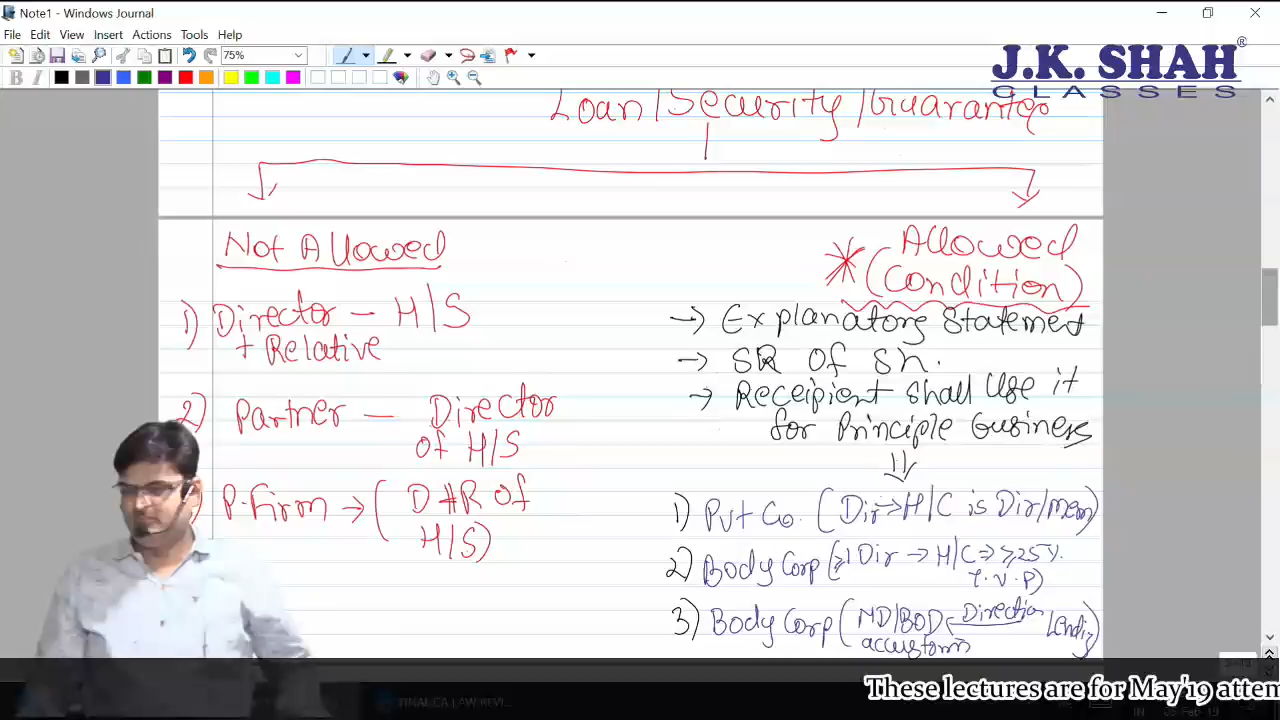 Note1 - Windows Journal
File Edit View Insert Actions Tools Help
75%
J.K. SHAH®
CLASSES
Loan/Security/Guarantee
Not Allowed
1) Director - H/S
+ Relative
2) Partner - Director
of H/S
P.Firm → ( D # R of
H/S)
* Allowed
(Condition)
→ Explanatory Statement
→ SR of Sh.
→ Receipient Shall Use it
for Principle Business
⇓
1) Pvt Co. (Dir → H/C is Dir/mem)
2) Body Corp (≥1 Dir → H/C => ≥25%
T.V.P)
3) Body Corp (MD/BOD Direction Lending)
accustom
These lectures are for May'19 attem